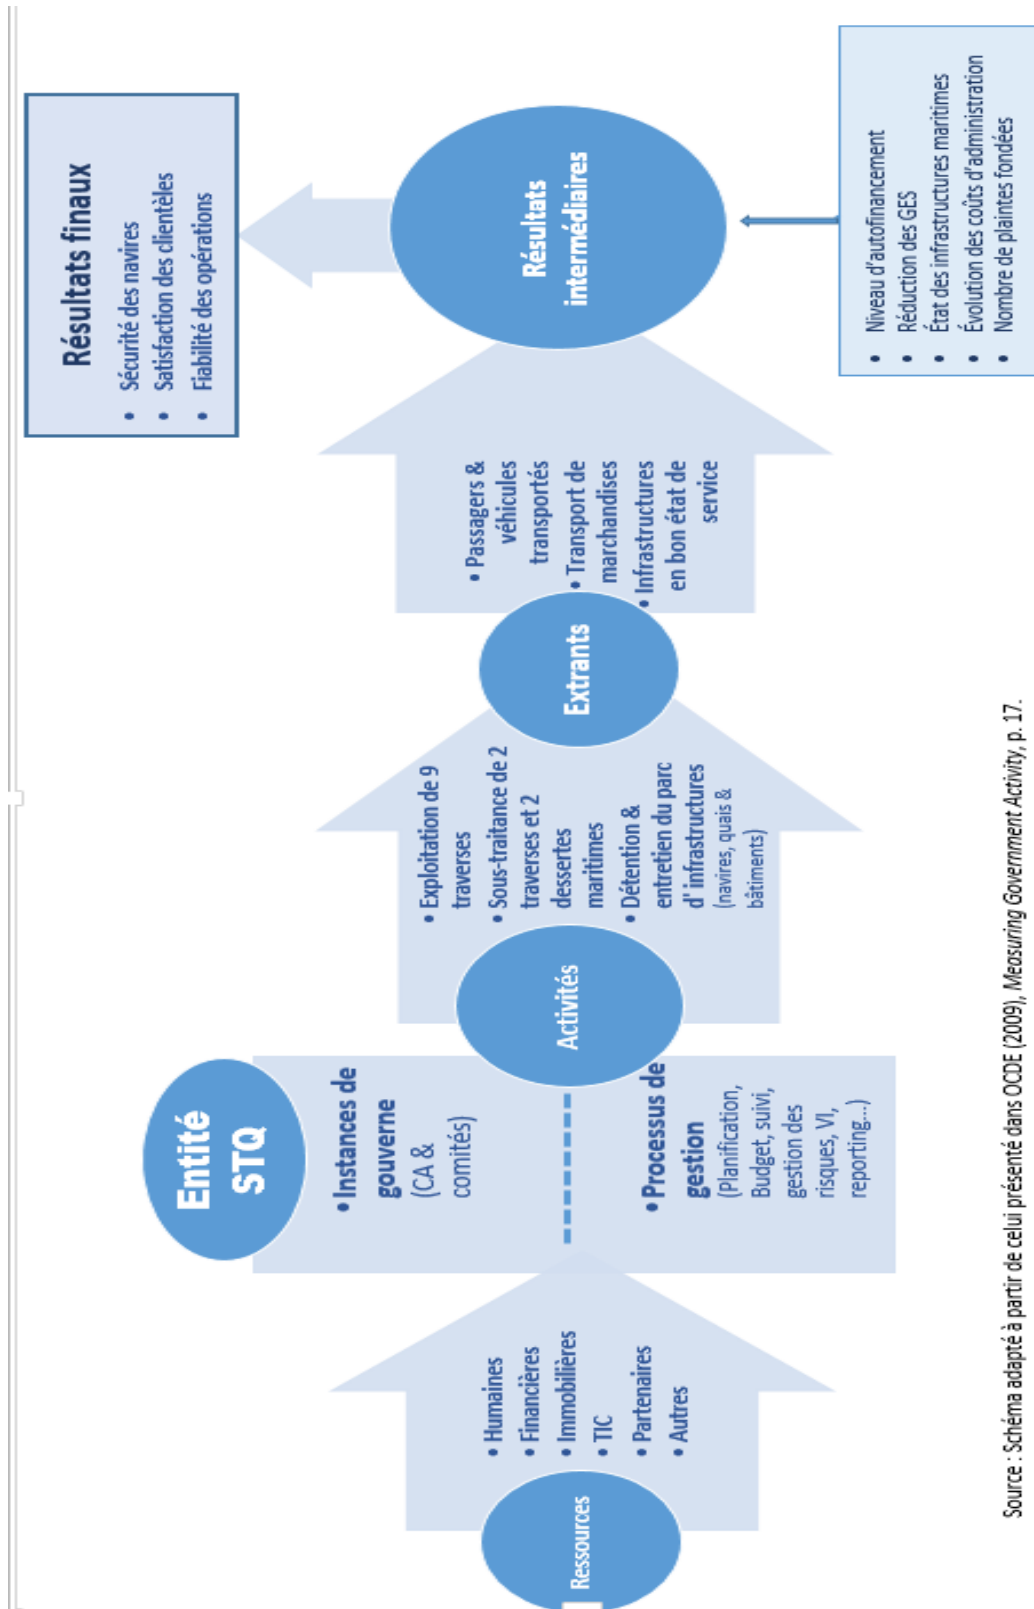 Ressources
• Humaines
• Financières
• Immobilières
• TIC
• Partenaires
• Autres
Entité
STQ
• Instances de
gouverne
(CA &
comités)
• Processus de
gestion
(Planification,
Budget, suivi,
gestion des
risques, VI,
reporting...)
Activités
• Exploitation de 9
traverses
• Sous-traitance de 2
traverses et 2
dessertes
maritimes
• Détention &
entretien du parc
d' infrastructures
(navires, quais &
bâtiments)
Extrants
• Passagers &
véhicules
transportés
• Transport de
marchandises
• Infrastructures
en bon état de
service
Résultats
intermédiaires
Résultats finaux
• Sécurité des navires
• Satisfaction des clientèles
• Fiabilité des opérations
• Niveau d'autofinancement
• Réduction des GES
• État des infrastructures maritimes
• Évolution des coûts d'administration
• Nombre de plaintes fondées
Source : Schéma adapté à partir de celui présenté dans OCDE (2009), Measuring Government Activity, p. 17.